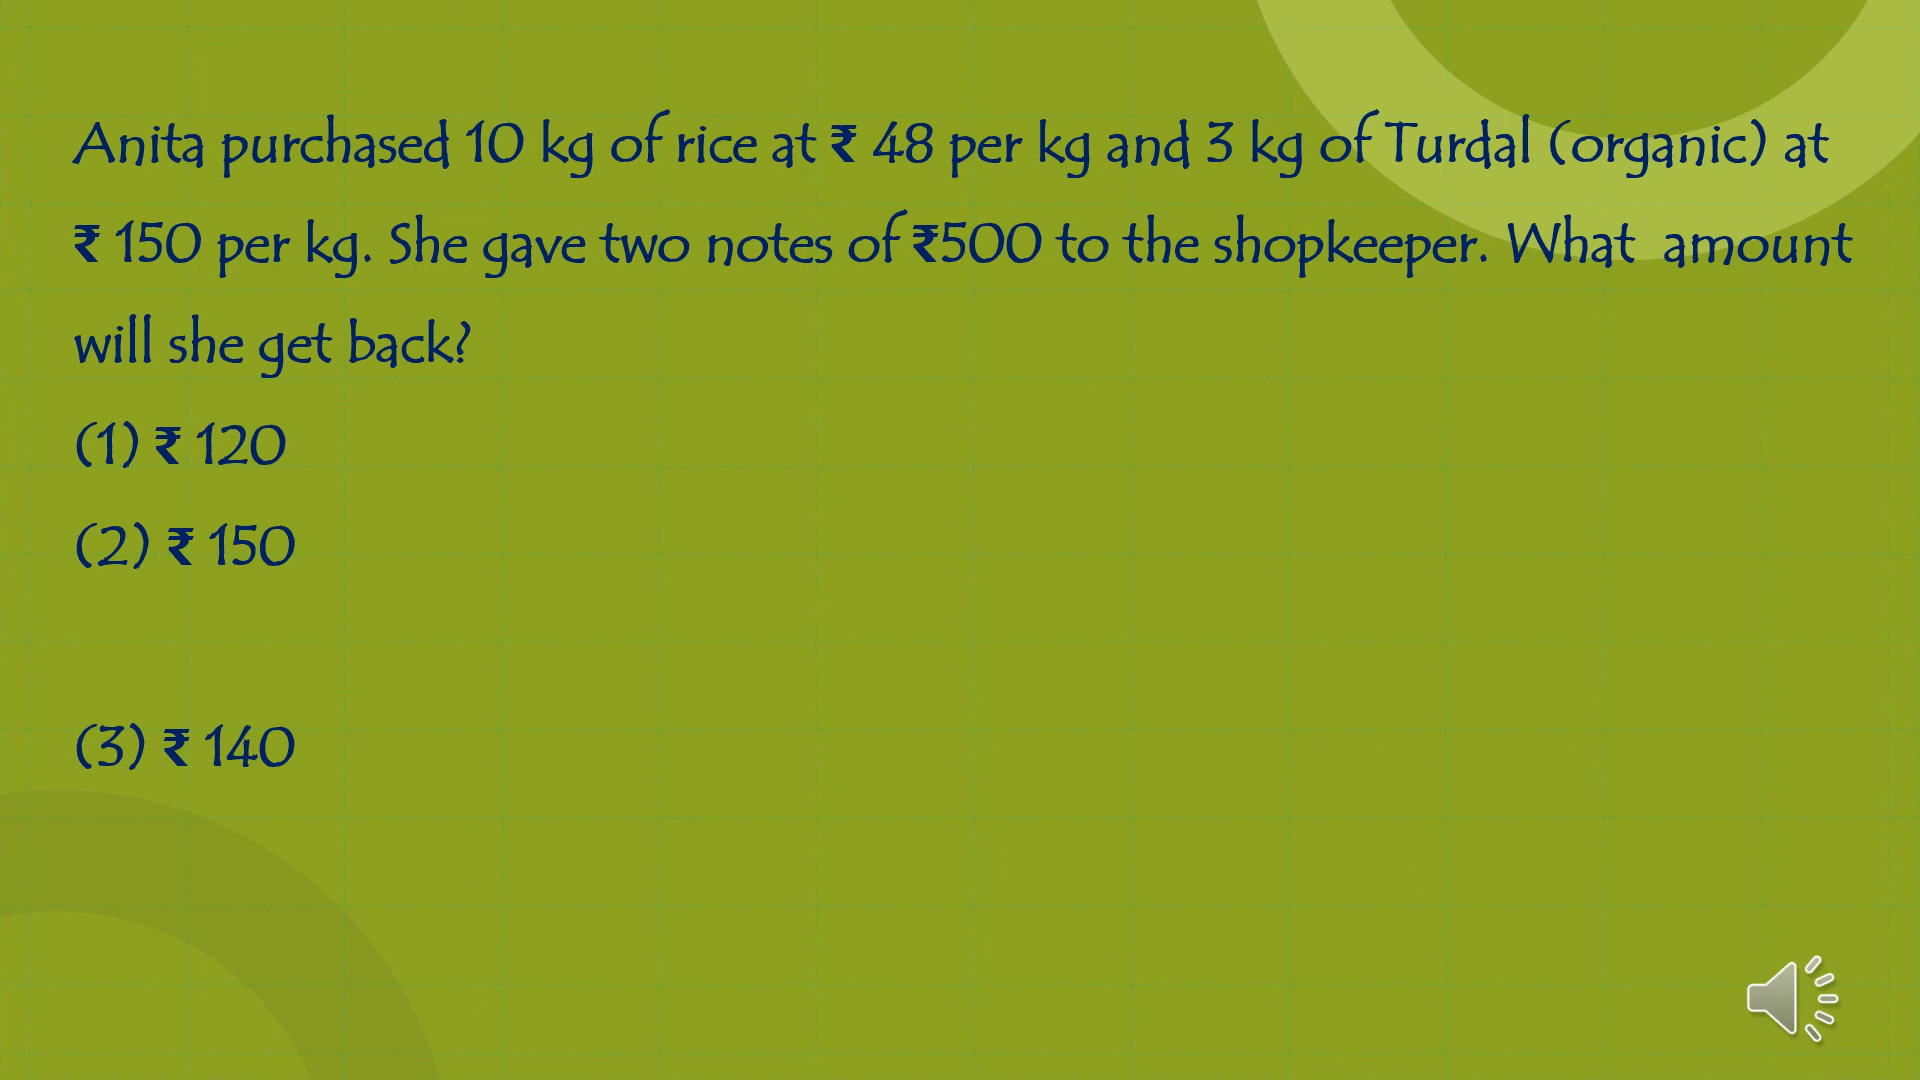 Anita purchased 10 kg of rice at ₹ 48 per kg and 3 kg of Turdal (organic) at
₹ 150 per kg. She gave two notes of ₹500 to the shopkeeper. What  amount
will she get back?
(1) ₹ 120
(2) ₹ 150
(3) ₹ 140